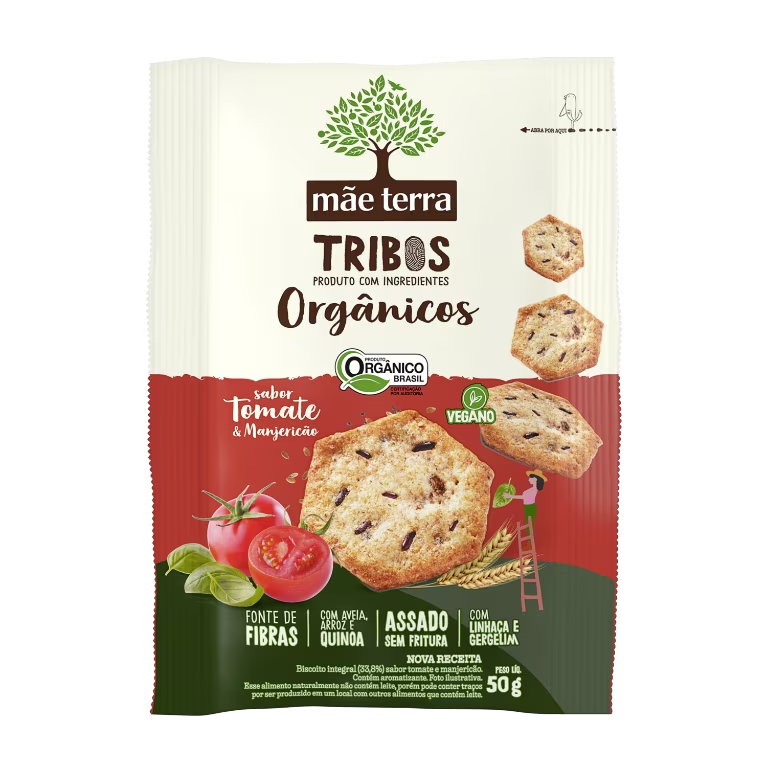 ABRA POR AQUI
mãe terra
TRIBOS
PRODUTO COM INGREDIENTES
Orgânicos
PRODUTO
ORGÂNICO
BRASIL
CERTIFICAÇÃO
POR AUDITORIA
sabor
Tomate
& Manjericão
VEGANO
FONTE DE
FIBRAS
COM AVEIA,
ARROZ E
QUINOA
ASSADO
SEM FRITURA
COM
LINHAÇA E
GERGELIM
NOVA RECEITA
Biscoito integral (33,8%) sabor tomate e manjericão.
Contém aromatizante. Foto ilustrativa.
Esse alimento naturalmente não contém leite, porém pode conter traços
por ser produzido em um local com outros alimentos que contém leite.
PESO LÍQ.
50g